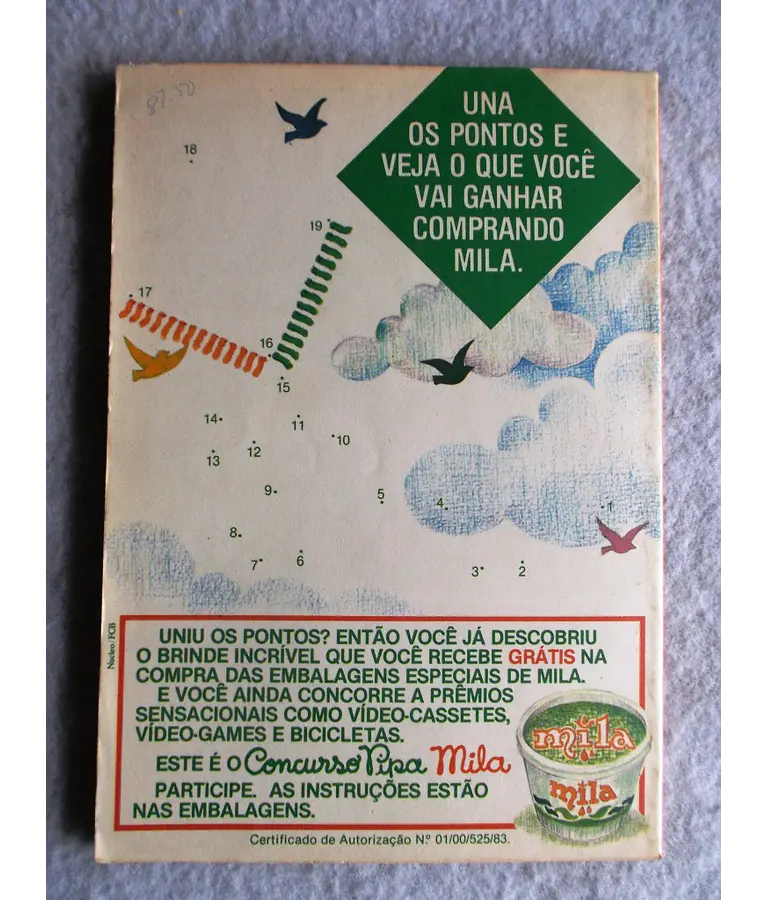 87.50
UNA
OS PONTOS E
VEJA O QUE VOCÊ
VAI GANHAR
COMPRANDO
MILA.
18
19
17
16
15
14
11
10
12
13
9
5
4
1
8
7
6
3
2
Núcleo/FCB
UNIU OS PONTOS? ENTÃO VOCÊ JÁ DESCOBRIU
O BRINDE INCRÍVEL QUE VOCÊ RECEBE GRÁTIS NA
COMPRA DAS EMBALAGENS ESPECIAIS DE MILA.
E VOCÊ AINDA CONCORRE A PRÊMIOS
SENSACIONAIS COMO VÍDEO-CASSETES,
VÍDEO-GAMES E BICICLETAS.
ESTE É O Concurso Pipa Mila
PARTICIPE. AS INSTRUÇÕES ESTÃO
NAS EMBALAGENS.
mila
mila
Certificado de Autorização Nº 01/00/525/83.